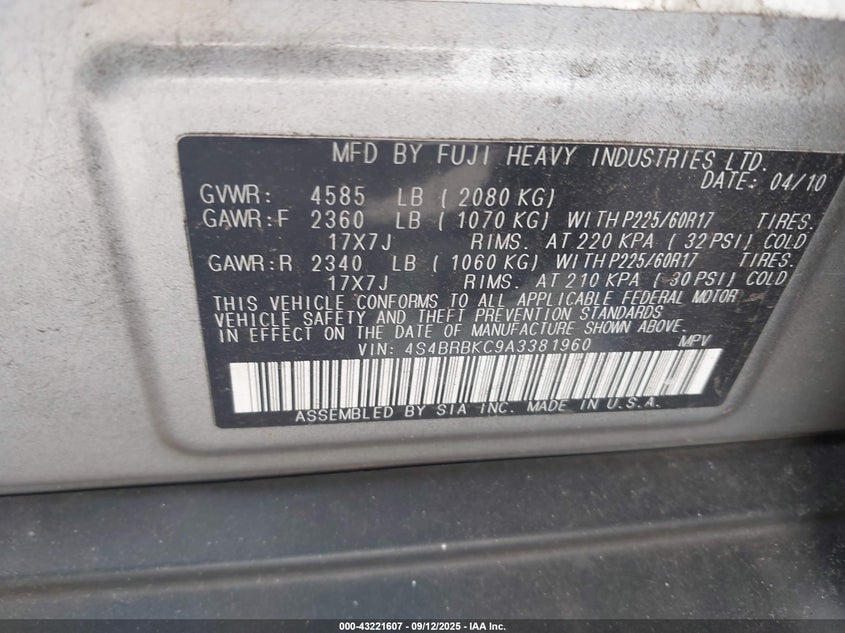 MFD BY FUJI HEAVY INDUSTRIES LTD.
DATE: 04/10
GVWR: 4585 LB ( 2080 KG)
GAWR:F 2360 LB ( 1070 KG) WITH P225/60R17 TIRES.
17X7J RIMS. AT 220 KPA ( 32 PSI) COLD
GAWR:R 2340 LB ( 1060 KG) WITH P225/60R17 TIRES.
17X7J RIMS. AT 210 KPA ( 30 PSI) COLD
THIS VEHICLE CONFORMS TO ALL APPLICABLE FEDERAL MOTOR
VEHICLE SAFETY AND THEFT PREVENTION STANDARDS
IN EFFECT ON THE DATE OF MANUFACTURE SHOWN ABOVE.
VIN: 4S4BRBKC9A3381960 MPV
ASSEMBLED BY SIA INC. MADE IN U.S.A.
000-43221607 - 09/12/2025 - IAA Inc.